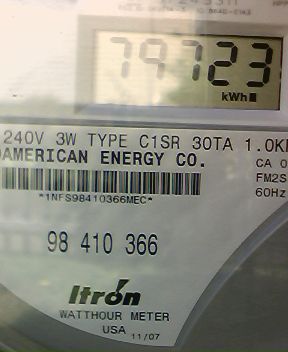 79723
kWh
240V 3W TYPE C1SR 30TA 1.0K
AMERICAN ENERGY CO.
CA 0
*1NFS98410366MEC*
FM2S
60Hz
98 410 366
Itron
WATTHOUR METER
USA 11/07